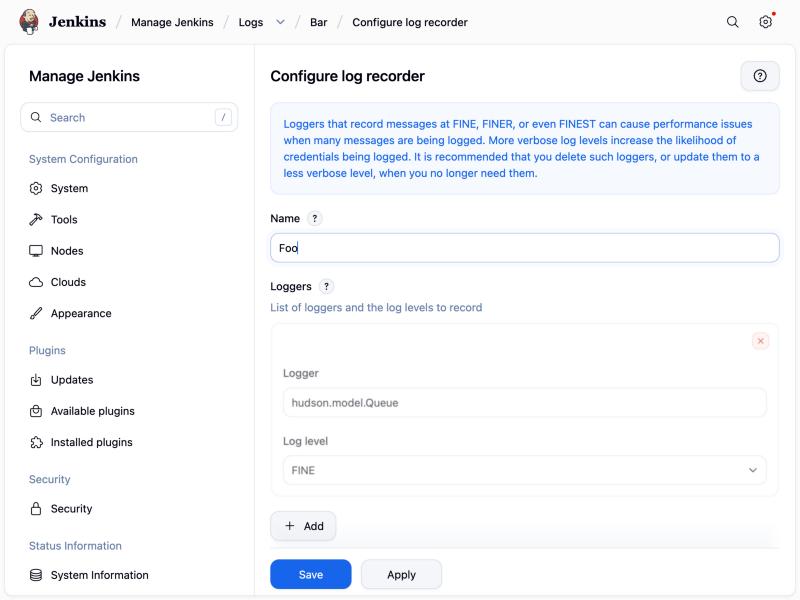 Jenkins / Manage Jenkins / Logs / Bar / Configure log recorder
Manage Jenkins
Search /
System Configuration
System
Tools
Nodes
Clouds
Appearance
Plugins
Updates
Available plugins
Installed plugins
Security
Security
Status Information
System Information
Configure log recorder
Loggers that record messages at FINE, FINER, or even FINEST can cause performance issues
when many messages are being logged. More verbose log levels increase the likelihood of
credentials being logged. It is recommended that you delete such loggers, or update them to a
less verbose level, when you no longer need them.
Name ?
Foo
Loggers ?
List of loggers and the log levels to record
Logger
hudson.model.Queue
Log level
FINE
+ Add
Save Apply